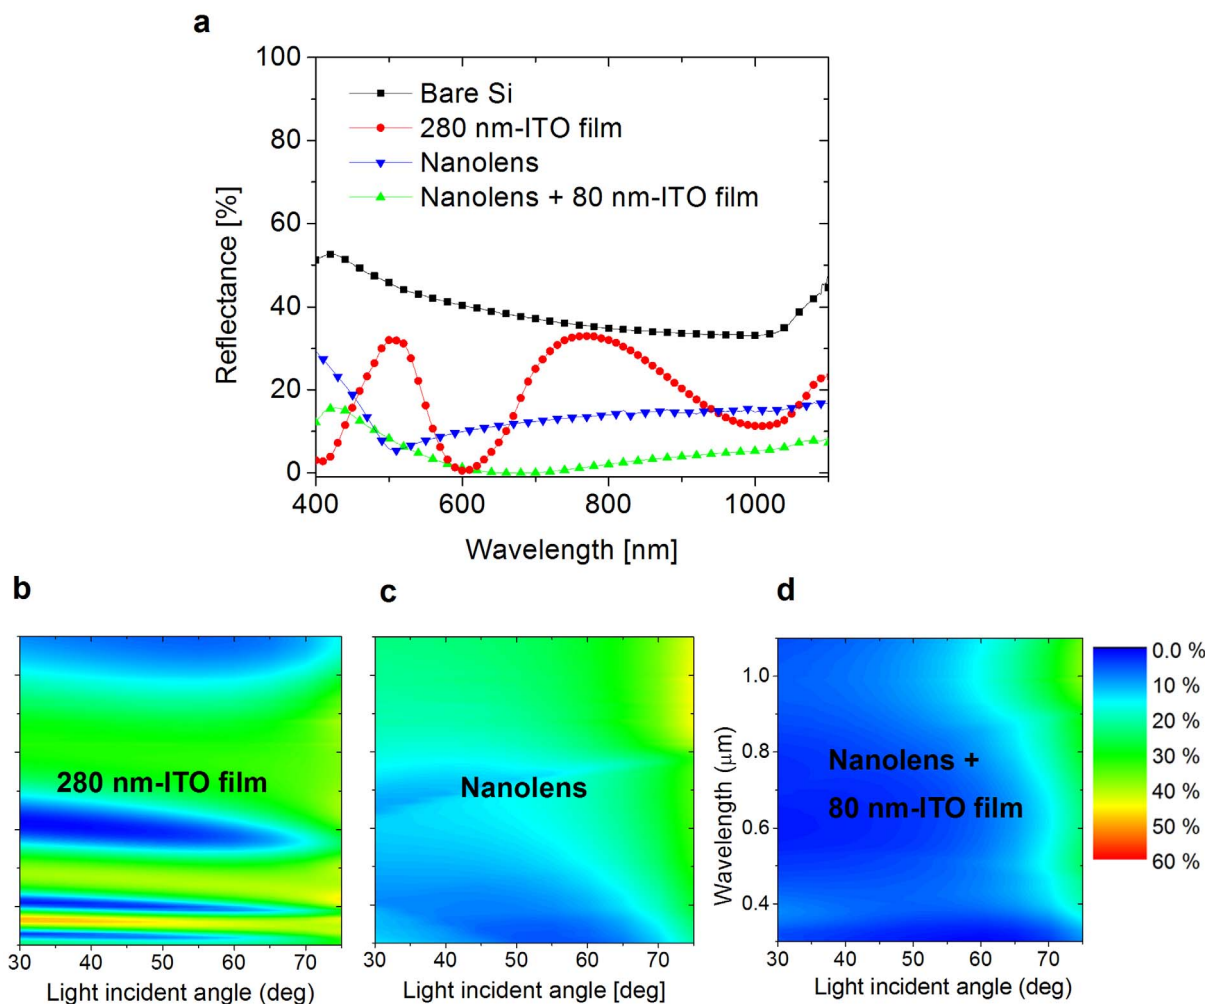 a
100
80
60
40
20
0
Reflectance [%]
Bare Si
280 nm-ITO film
Nanolens
Nanolens + 80 nm-ITO film
400
600
800
1000
Wavelength [nm]
b
280 nm-ITO film
30
40
50
60
70
Light incident angle (deg)
c
Nanolens
30
40
50
60
70
Light incident angle [deg]
d
Wavelength (μm)
1.0
0.8
0.6
0.4
Nanolens +
80 nm-ITO film
30
40
50
60
70
Light incident angle (deg)
0.0 %
10 %
20 %
30 %
40 %
50 %
60 %